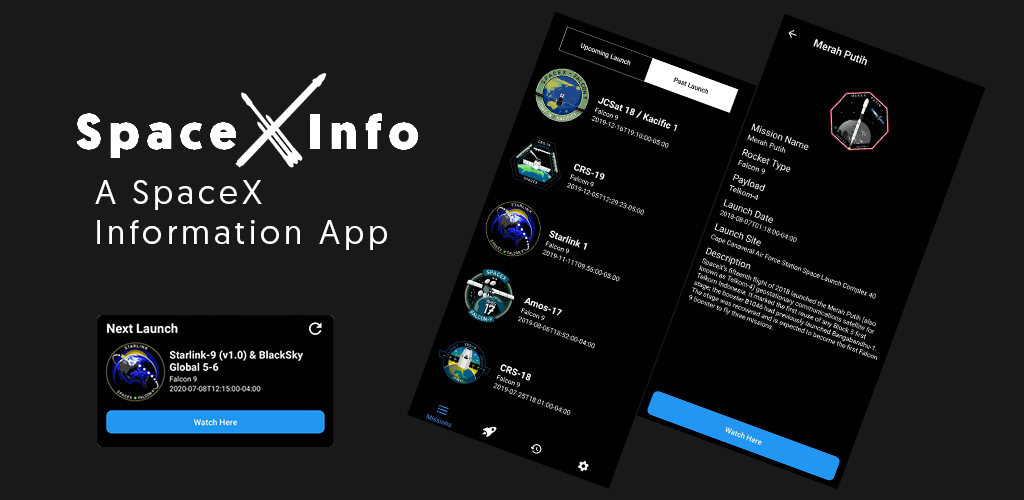 Space Info
A SpaceX
Information App
Next Launch
Starlink-9 (v1.0) & BlackSky
Global 5-6
Falcon 9
2020-07-08T12:15:00-04:00
Watch Here
Upcoming Launch
Past Launch
JCSat 18 / Kacific 1
Falcon 9
2019-12-16T19:10:00-05:00
CRS-19
Falcon 9
2019-12-05T12:29:23-05:00
Starlink 1
Falcon 9
2019-11-11T09:56:00-05:00
Amos-17
Falcon 9
2019-08-06T18:52:00-04:00
CRS-18
Falcon 9
2019-07-25T18:01:00-04:00
Missions
Merah Putih
Mission Name
Merah Putih
Rocket Type
Falcon 9
Payload
Telkom-4
Launch Date
2018-08-07T01:18:00-04:00
Launch Site
Cape Canaveral Air Force Station Space Launch Complex 40
Description
SpaceX's fifteenth flight of 2018 launched the Merah Putih (also
known as Telkom-4) geostationary communications satellite for
Telkom Indonesia. It marked the first reuse of any Block 5 first
stage; the booster B1046 had previously launched Bangabandhu-1.
The stage was recovered and is expected to become the first Falcon
9 booster to fly three missions.
Watch Here